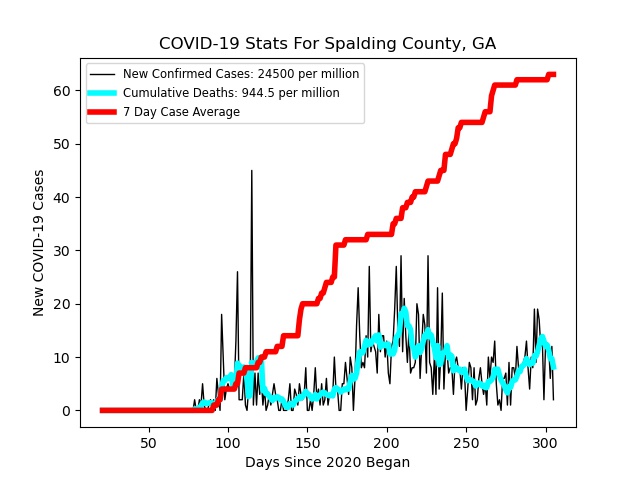 COVID-19 Stats For Spalding County, GA
New Confirmed Cases: 24500 per million
Cumulative Deaths: 944.5 per million
7 Day Case Average
New COVID-19 Cases
60
50
40
30
20
10
0
50 100 150 200 250 300
Days Since 2020 Began